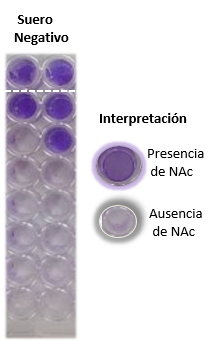 Suero
Negativo
Interpretación
Presencia
de NAc
Ausencia
de NAc